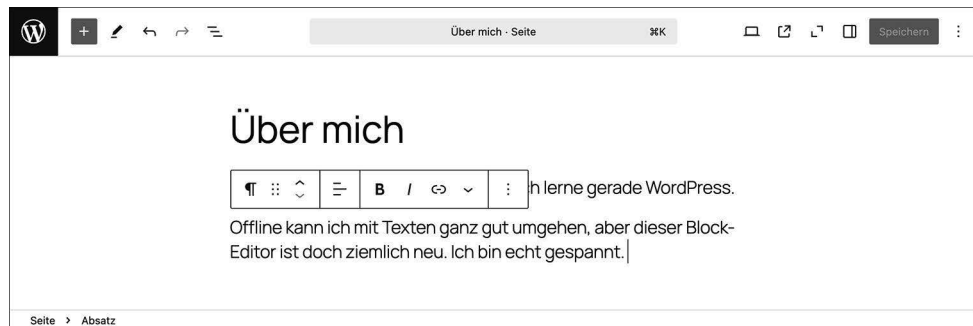 Über mich · Seite ⌘K
Speichern
Über mich
B I
h lerne gerade WordPress.
Offline kann ich mit Texten ganz gut umgehen, aber dieser Block-
Editor ist doch ziemlich neu. Ich bin echt gespannt.
Seite > Absatz